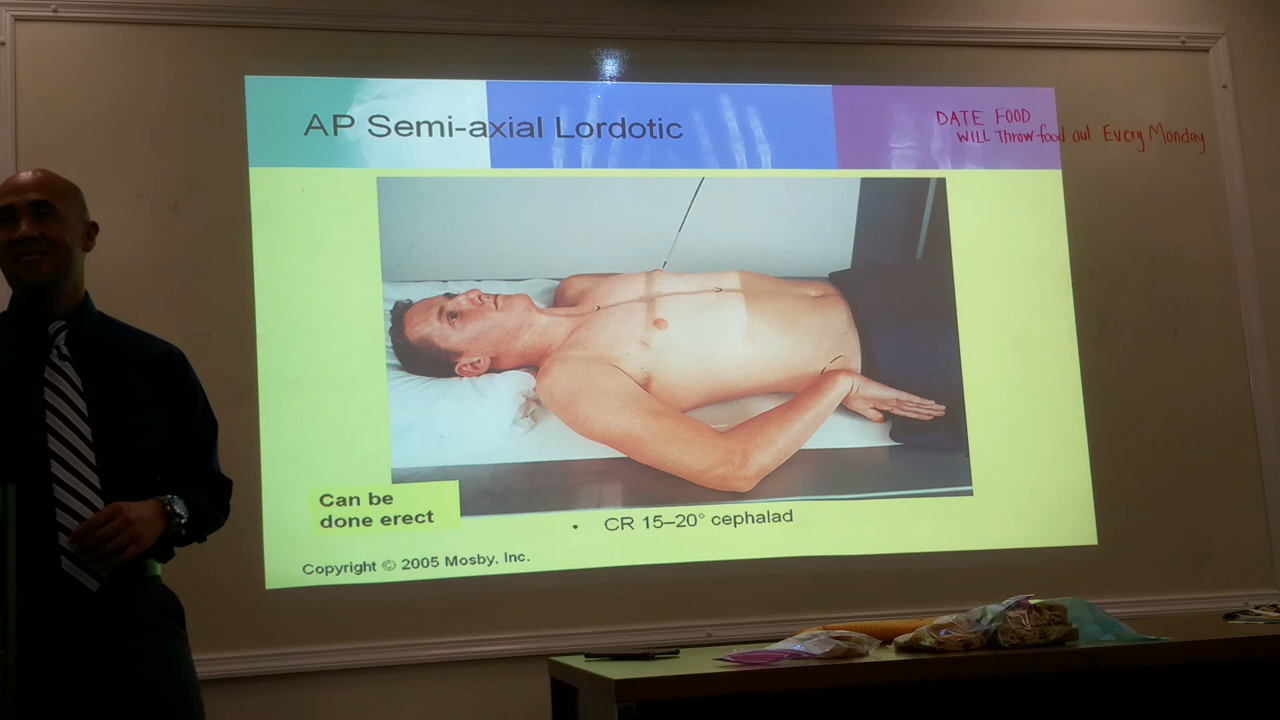 AP Semi-axial Lordotic
DATE FOOD
WILL Throw food out Every Monday
Can be
done erect
• CR 15–20° cephalad
Copyright © 2005 Mosby, Inc.